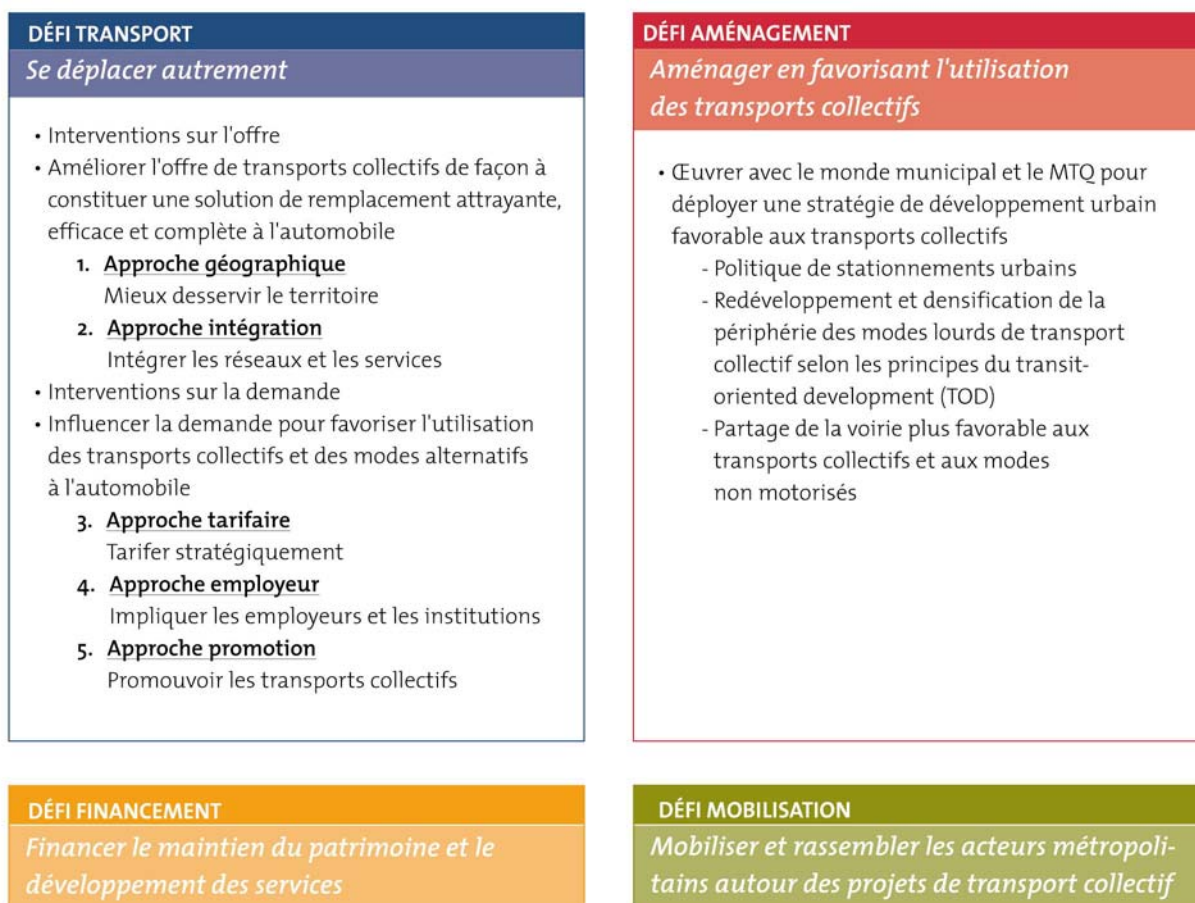 DÉFI TRANSPORT
Se déplacer autrement
• Interventions sur l'offre
• Améliorer l'offre de transports collectifs de façon à
constituer une solution de remplacement attrayante,
efficace et complète à l'automobile
1. Approche géographique
Mieux desservir le territoire
2. Approche intégration
Intégrer les réseaux et les services
• Interventions sur la demande
• Influencer la demande pour favoriser l'utilisation
des transports collectifs et des modes alternatifs
à l'automobile
3. Approche tarifaire
Tarifer stratégiquement
4. Approche employeur
Impliquer les employeurs et les institutions
5. Approche promotion
Promouvoir les transports collectifs
DÉFI AMÉNAGEMENT
Aménager en favorisant l'utilisation
des transports collectifs
• Œuvrer avec le monde municipal et le MTQ pour
déployer une stratégie de développement urbain
favorable aux transports collectifs
- Politique de stationnements urbains
- Redéveloppement et densification de la
périphérie des modes lourds de transport
collectif selon les principes du transit-
oriented development (TOD)
- Partage de la voirie plus favorable aux
transports collectifs et aux modes
non motorisés
DÉFI FINANCEMENT
Financer le maintien du patrimoine et le
développement des services
DÉFI MOBILISATION
Mobiliser et rassembler les acteurs métropoli-
tains autour des projets de transport collectif